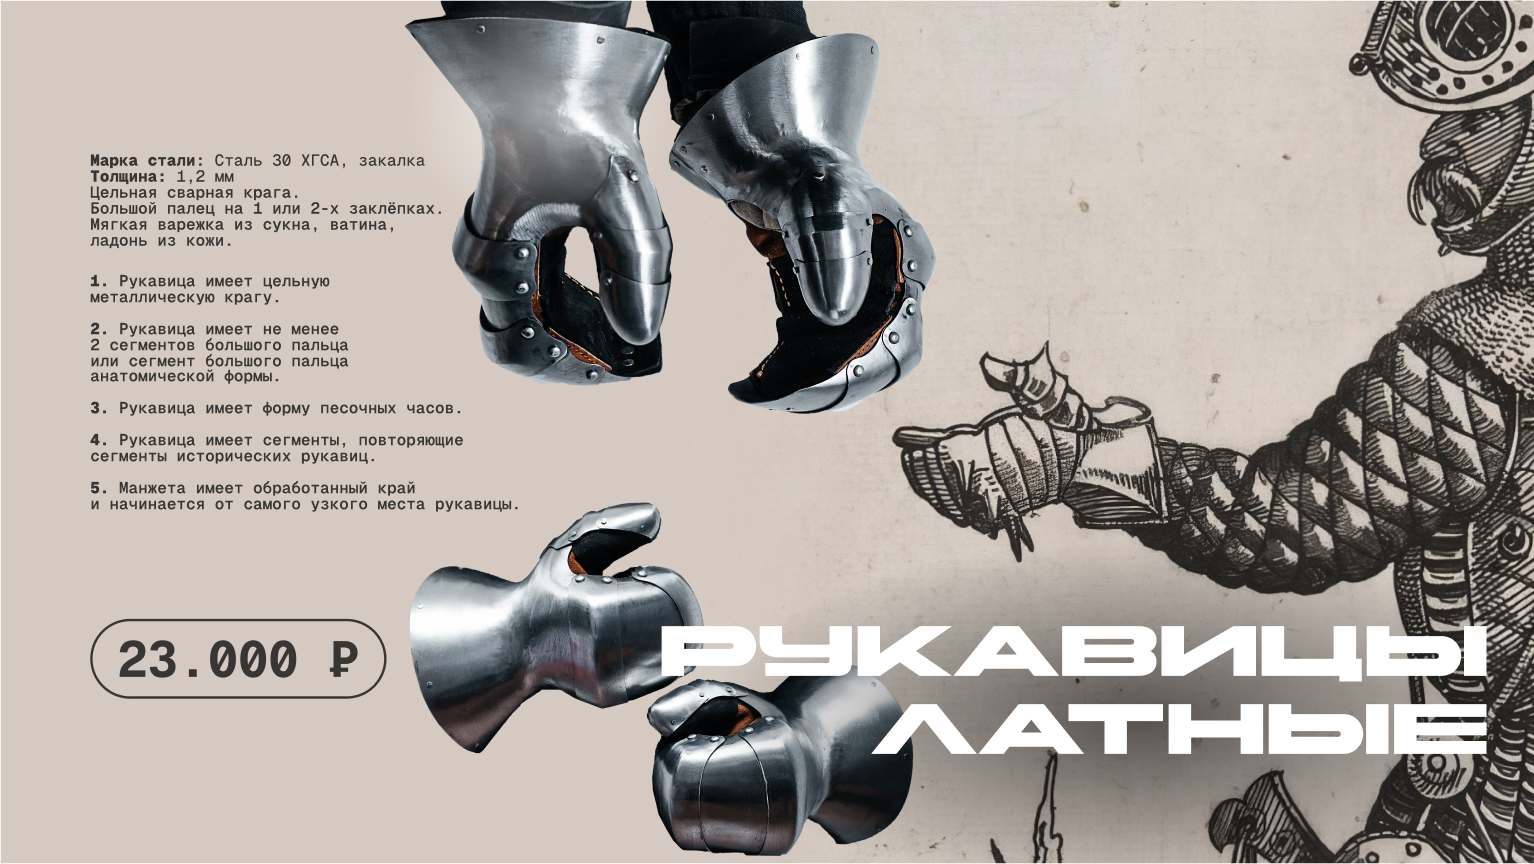 Марка стали: Сталь 30 ХГСА, закалка
Толщина: 1,2 мм
Цельная сварная крага.
Большой палец на 1 или 2-х заклёпках.
Мягкая варежка из сукна, ватина,
ладонь из кожи.
1. Рукавица имеет цельную
металлическую крагу.
2. Рукавица имеет не менее
2 сегментов большого пальца
или сегмент большого пальца
анатомической формы.
3. Рукавица имеет форму песочных часов.
4. Рукавица имеет сегменты, повторяющие
сегменты исторических рукавиц.
5. Манжета имеет обработанный край
и начинается от самого узкого места рукавицы.
23.000 ₽
РУКАВИЦЫ
ЛАТНЫЕ